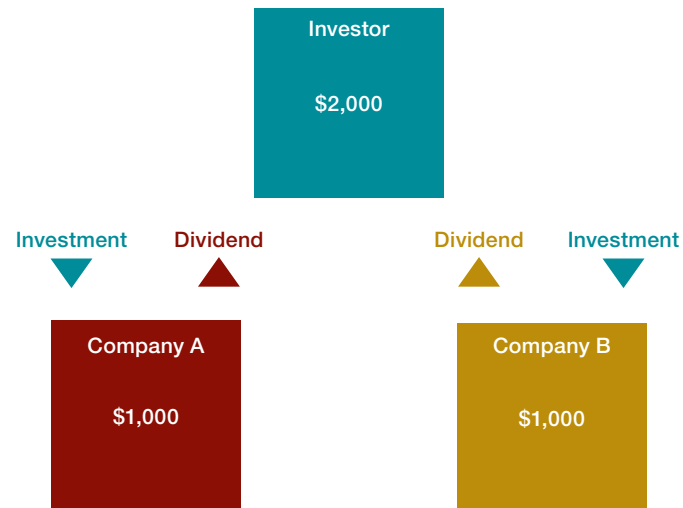 Investor
$2,000
Investment
Dividend
Dividend
Investment
Company A
$1,000
Company B
$1,000